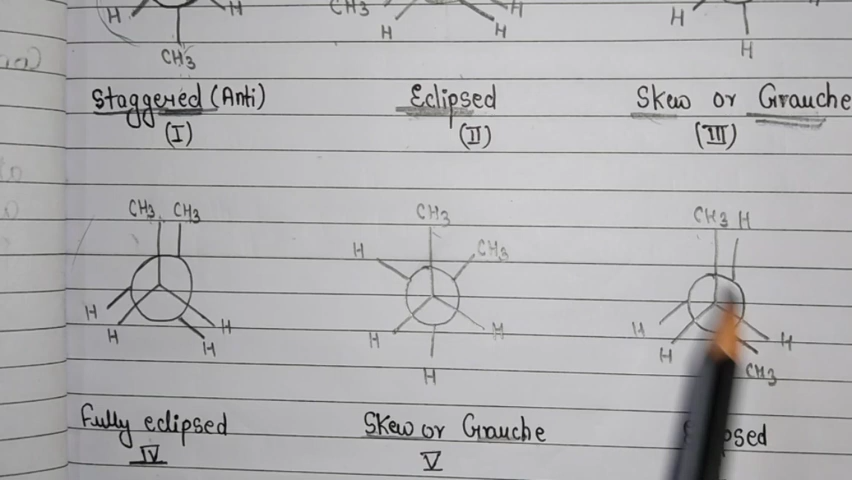 H H CH3 H H H H
CH3 H
Staggered (Anti) Eclipsed Skew or Grauche
(I) (II) (III)
CH3 CH3 CH3 CH3 H
H CH3
H H H H H H
H H H H CH3
H
Fully eclipsed Skew or Grauche
IV V